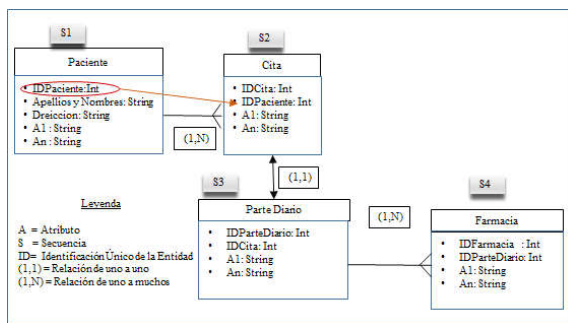 S1
Paciente
• IDPaciente:Int
• Apellios y Nombres: String
• Dreiccion: String
• A1 : String
• An : String
S2
Cita
• IDCita: Int
• IDPaciente: Int
• A1: String
• An: String
(1,N)
(1,1)
S3
Parte Diario
• IDParteDiario: Int
• IDCita: Int
• A1: String
• An: String
(1,N)
S4
Farmacia
• IDFarmacia : Int
• IDParteDiario: Int
• A1: String
• An: String
Levenda
A = Atributo
S = Secuencia
ID= Identificación Único de la Entidad
(1,1) = Relación de uno a uno
(1,N) = Relación de uno a muchos